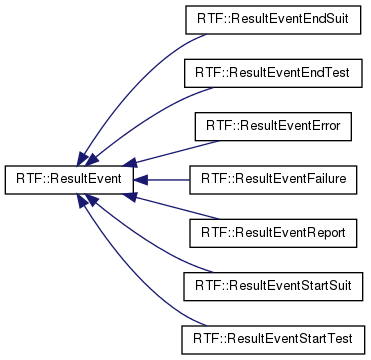 RTF::ResultEventEndSuit
RTF::ResultEventEndTest
RTF::ResultEventError
RTF::ResultEvent
RTF::ResultEventFailure
RTF::ResultEventReport
RTF::ResultEventStartSuit
RTF::ResultEventStartTest